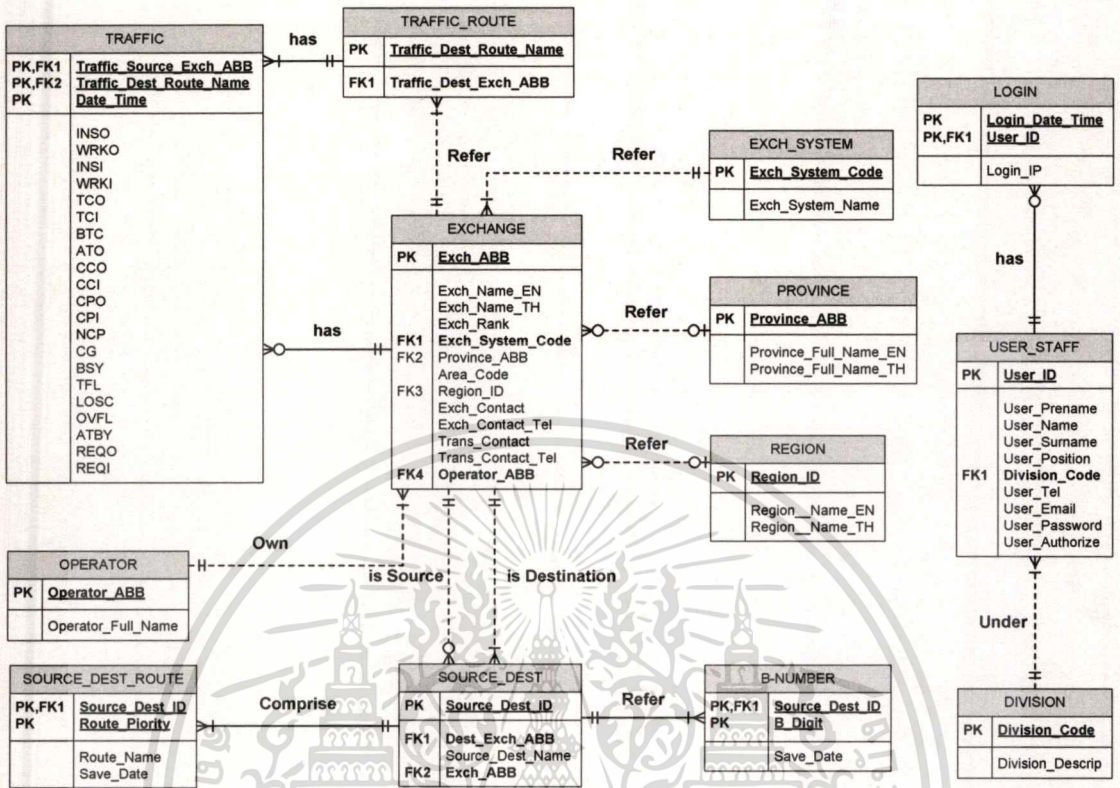 TRAFFIC
PK,FK1 Traffic_Source_Exch_ABB
PK,FK2 Traffic_Dest_Route_Name
PK Date_Time
INSO
WRKO
INSI
WRKI
TCO
TCI
BTC
ATO
CCO
CCI
CPO
CPI
NCP
CG
BSY
TFL
LOSC
OVFL
ATBY
REQO
REQI
has
TRAFFIC_ROUTE
PK Traffic_Dest_Route_Name
FK1 Traffic_Dest_Exch_ABB
Refer
Refer
EXCH_SYSTEM
PK Exch_System_Code
Exch_System_Name
LOGIN
PK Login_Date_Time
PK,FK1 User_ID
Login_IP
has
EXCHANGE
PK Exch_ABB
Exch_Name_EN
Exch_Name_TH
Exch_Rank
FK1 Exch_System_Code
FK2 Province_ABB
Area_Code
FK3 Region_ID
Exch_Contact
Exch_Contact_Tel
Trans_Contact
Trans_Contact_Tel
FK4 Operator_ABB
has
Refer
PROVINCE
PK Province_ABB
Province_Full_Name_EN
Province_Full_Name_TH
Refer
REGION
PK Region_ID
Region__Name_EN
Region__Name_TH
USER_STAFF
PK User_ID
User_Prename
User_Name
User_Surname
User_Position
FK1 Division_Code
User_Tel
User_Email
User_Password
User_Authorize
Under
OPERATOR
PK Operator_ABB
Operator_Full_Name
Own
is Source
is Destination
SOURCE_DEST_ROUTE
PK,FK1 Source_Dest_ID
PK Route_Piority
Route_Name
Save_Date
Comprise
SOURCE_DEST
PK Source_Dest_ID
FK1 Dest_Exch_ABB
Source_Dest_Name
FK2 Exch_ABB
Refer
B-NUMBER
PK,FK1 Source_Dest_ID
PK B_Digit
Save_Date
DIVISION
PK Division_Code
Division_Descrip